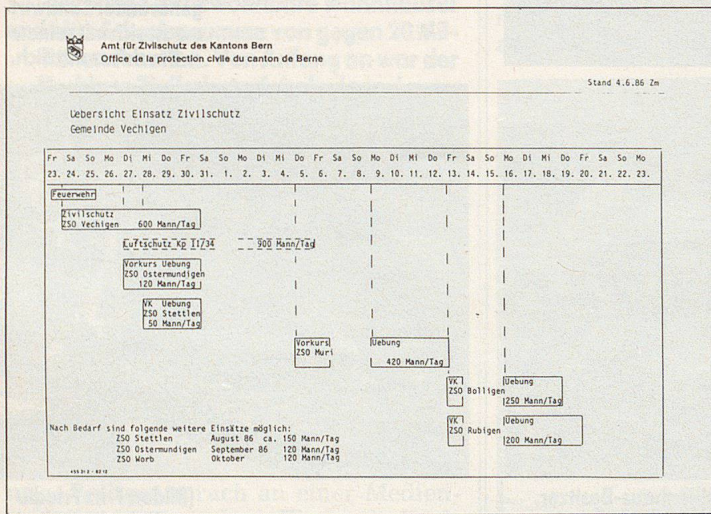 Amt für Zivilschutz des Kantons Bern
Office de la protection civile du canton de Berne
Stand 4.6.86 Zm
Uebersicht Einsatz Zivilschutz
Gemeinde Vechigen
Fr Sa So Mo Di Mi Do Fr Sa So Mo Di Mi Do Fr Sa So Mo Di Mi Do Fr Sa So Mo Di Mi Do Fr Sa So Mo
23. 24. 25. 26. 27. 28. 29. 30. 31. 1. 2. 3. 4. 5. 6. 7. 8. 9. 10. 11. 12. 13. 14. 15. 16. 17. 18. 19. 20. 21. 22. 23.
Feuerwehr
Zivilschutz
ZSO Vechigen 600 Mann/Tag
Luftschutz Kp II/34 900 Mann/Tag
Vorkurs Uebung
ZSO Ostermundigen
120 Mann/Tag
VK Uebung
ZSO Stettlen
50 Mann/Tag
Vorkurs Uebung
ZSO Muri
420 Mann/Tag
VK Uebung
ZSO Bolligen
250 Mann/Tag
VK Uebung
ZSO Rubigen
200 Mann/Tag
Nach Bedarf sind folgende weitere Einsätze möglich:
ZSO Stettlen August 86 ca. 150 Mann/Tag
ZSO Ostermundigen September 86 120 Mann/Tag
ZSO Worb Oktober 120 Mann/Tag